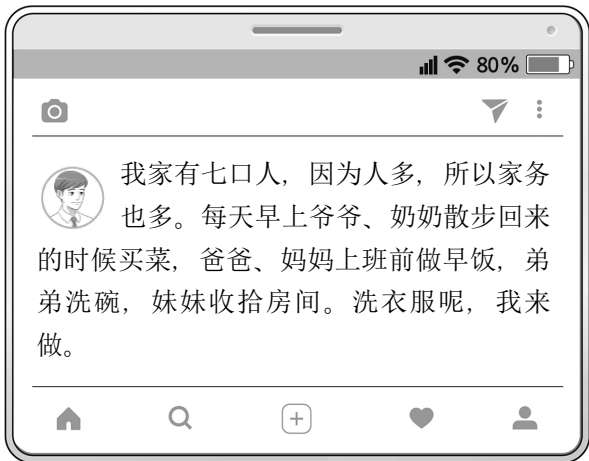 80%
我家有七口人，因为人多，所以家务
也多。每天早上爷爷、奶奶散步回来
的时候买菜，爸爸、妈妈上班前做早饭，弟
弟洗碗，妹妹收拾房间。洗衣服呢，我来
做。